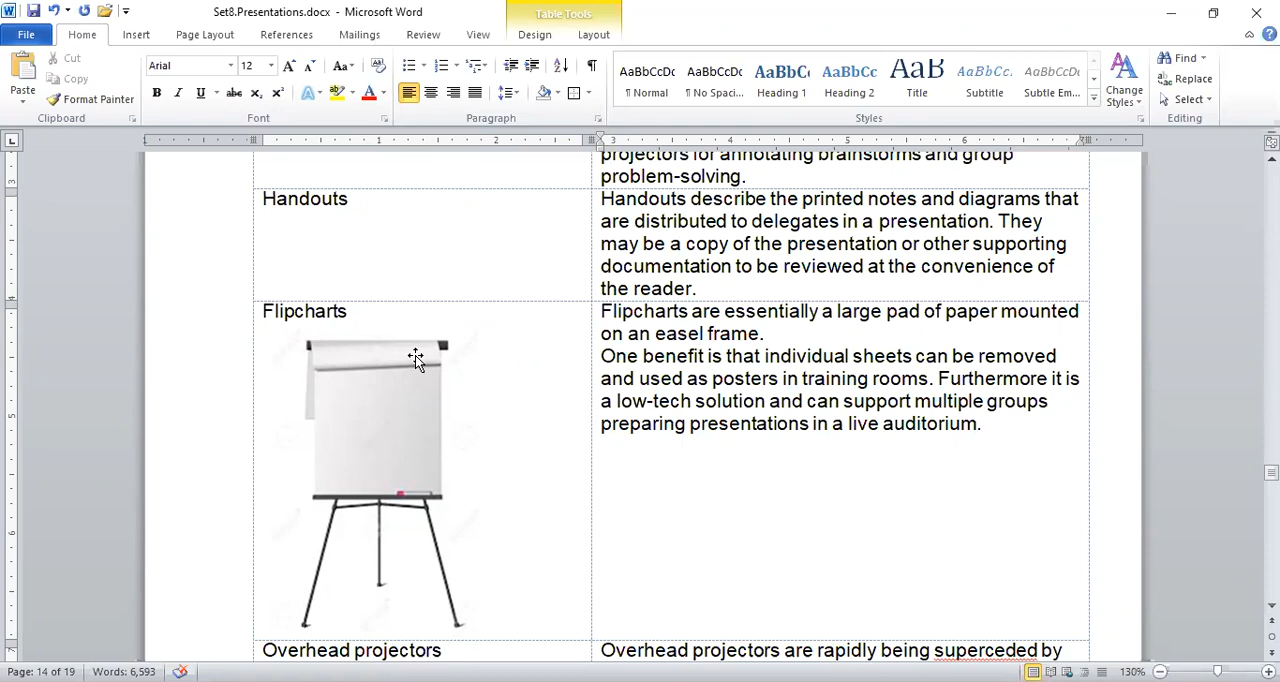 Set8.Presentations.docx - Microsoft Word
Table Tools
File
Home
Insert
Page Layout
References
Mailings
Review
View
Design
Layout
Paste
Cut
Copy
Format Painter
Clipboard
Arial
12
Font
Paragraph
AaBbCcDc
¶ Normal
AaBbCcDc
¶ No Spaci...
AaBbC
Heading 1
AaBbCc
Heading 2
AaB
Title
AaBbCc.
Subtitle
AaBbCcDc
Subtle Em...
Styles
Change
Styles
Find
Replace
Select
Editing
projectors for annotating brainstorms and group
problem-solving.
Handouts
Handouts describe the printed notes and diagrams that
are distributed to delegates in a presentation. They
may be a copy of the presentation or other supporting
documentation to be reviewed at the convenience of
the reader.
Flipcharts
Flipcharts are essentially a large pad of paper mounted
on an easel frame.
One benefit is that individual sheets can be removed
and used as posters in training rooms. Furthermore it is
a low-tech solution and can support multiple groups
preparing presentations in a live auditorium.
Overhead projectors
Overhead projectors are rapidly being superceded by
Page: 14 of 19
Words: 6,593
130%